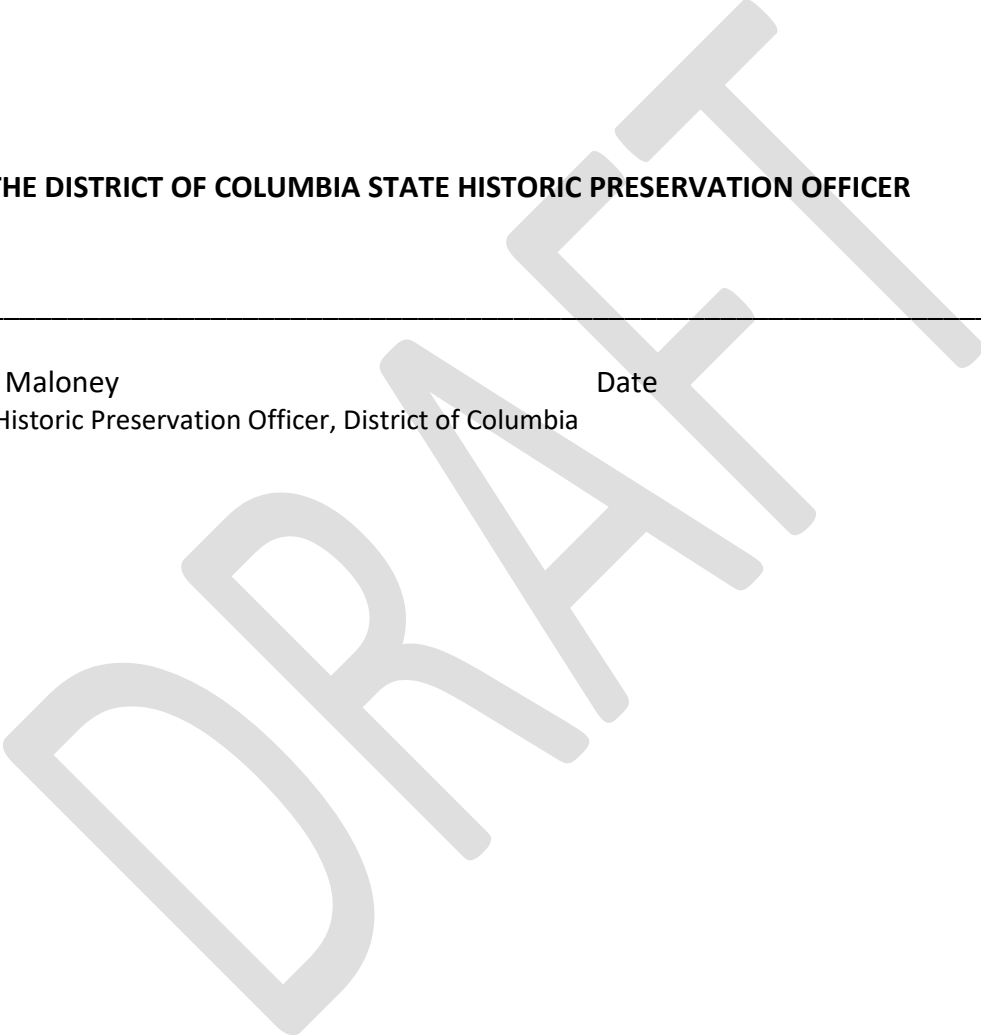 THE DISTRICT OF COLUMBIA STATE HISTORIC PRESERVATION OFFICER
Maloney Date
Historic Preservation Officer, District of Columbia
DRAFT